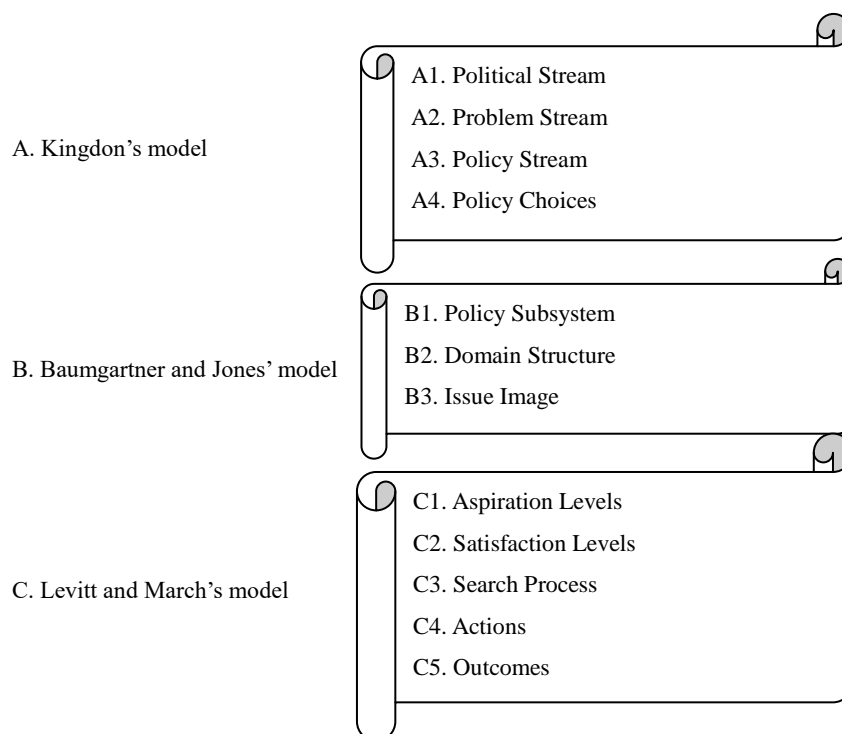 A. Kingdon’s model
A1. Political Stream
A2. Problem Stream
A3. Policy Stream
A4. Policy Choices
B. Baumgartner and Jones’ model
B1. Policy Subsystem
B2. Domain Structure
B3. Issue Image
C. Levitt and March’s model
C1. Aspiration Levels
C2. Satisfaction Levels
C3. Search Process
C4. Actions
C5. Outcomes